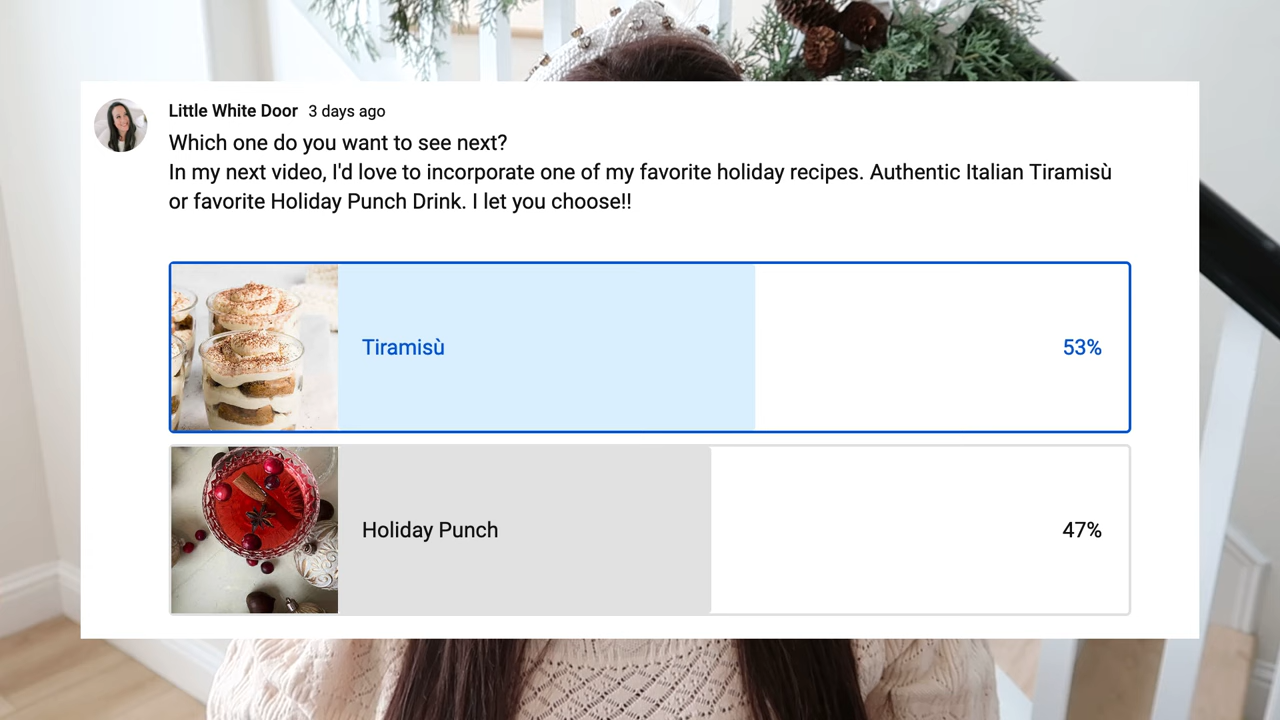 Little White Door 3 days ago
Which one do you want to see next?
In my next video, I'd love to incorporate one of my favorite holiday recipes. Authentic Italian Tiramisù
or favorite Holiday Punch Drink. I let you choose!!
Tiramisù 53%
Holiday Punch 47%